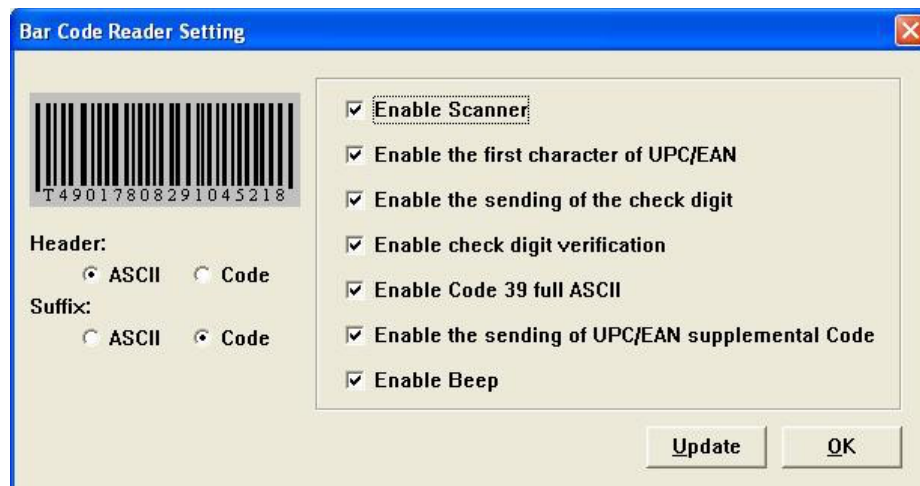 Bar Code Reader Setting
T49017808291045218
Header:
ASCII Code
Suffix:
ASCII Code
Enable Scanner
Enable the first character of UPC/EAN
Enable the sending of the check digit
Enable check digit verification
Enable Code 39 full ASCII
Enable the sending of UPC/EAN supplemental Code
Enable Beep
Update OK